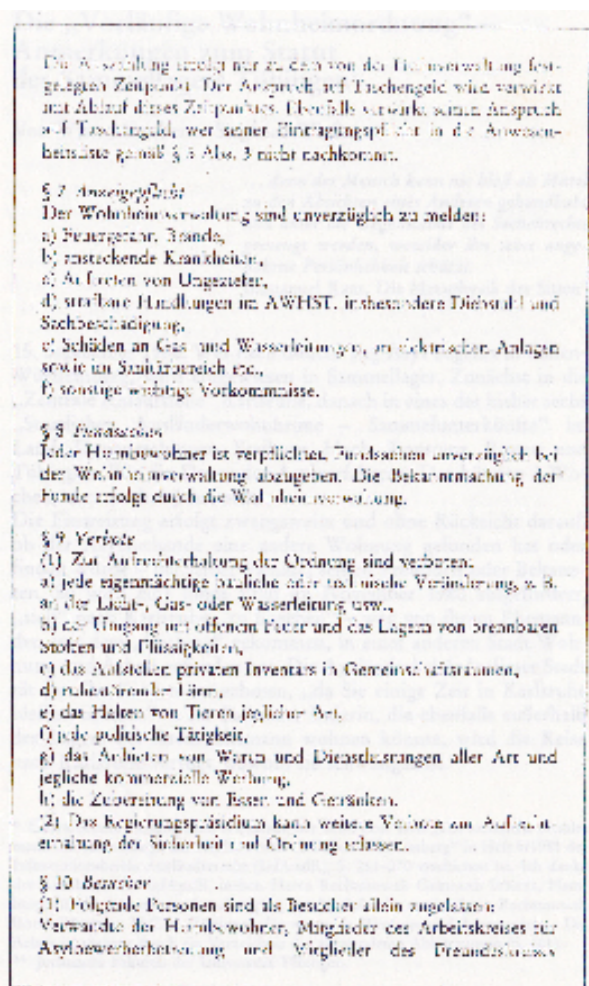 Die Auszahlung erfolgt nur zu dem von der Heimverwaltung fest-
gelegten Zeitpunkt. Der Anspruch auf Taschengeld wird verwirkt
mit Ablauf dieses Zeitpunktes. Ebenfalls verwirkt seinen Anspruch
auf Taschengeld, wer seiner Eintragungspflicht in die Anwesen-
heitsliste gemäß § 5 Abs. 3 nicht nachkommt.
§ 7 Anzeigepflicht
Der Wohnheimverwaltung sind unverzüglich zu melden:
a) Feuergefahr, Brände,
b) ansteckende Krankheiten,
c) Auftreten von Ungeziefer,
d) strafbare Handlungen im AWHST, insbesondere Diebstahl und
Sachbeschädigung,
e) Schäden an Gas- und Wasserleitungen, an elektrischen Anlagen
sowie im Sanitärbereich etc.,
f) sonstige wichtige Vorkommnisse.
§ 8 Fundsachen
Jeder Heimbewohner ist verpflichtet, Fundsachen unverzüglich bei
der Wohnheimverwaltung abzugeben. Die Bekanntmachung der
Funde erfolgt durch die Wohnheimverwaltung.
§ 9 Verbote
(1) Zur Aufrechterhaltung der Ordnung sind verboten:
a) jede eigenmächtige bauliche oder technische Veränderung, z. B.
an der Licht-, Gas- oder Wasserleitung usw.,
b) der Umgang mit offenem Feuer und das Lagern von brennbaren
Stoffen und Flüssigkeiten,
c) das Aufstellen privaten Inventars in Gemeinschaftsräumen,
d) ruhestörender Lärm,
e) das Halten von Tieren jeglicher Art,
f) jede politische Tätigkeit,
g) das Anbieten von Waren und Dienstleistungen aller Art und
jegliche kommerzielle Werbung,
h) die Zubereitung von Essen und Getränken.
(2) Das Regierungspräsidium kann weitere Verbote zur Aufrecht-
erhaltung der Sicherheit und Ordnung erlassen.
§ 10 Besucher
(1) Folgende Personen sind als Besucher allein zugelassen:
Verwandte der Heimbewohner, Mitglieder des Arbeitskreises zur
Asylbewerberbetreuung und Mitglieder des Freundes-